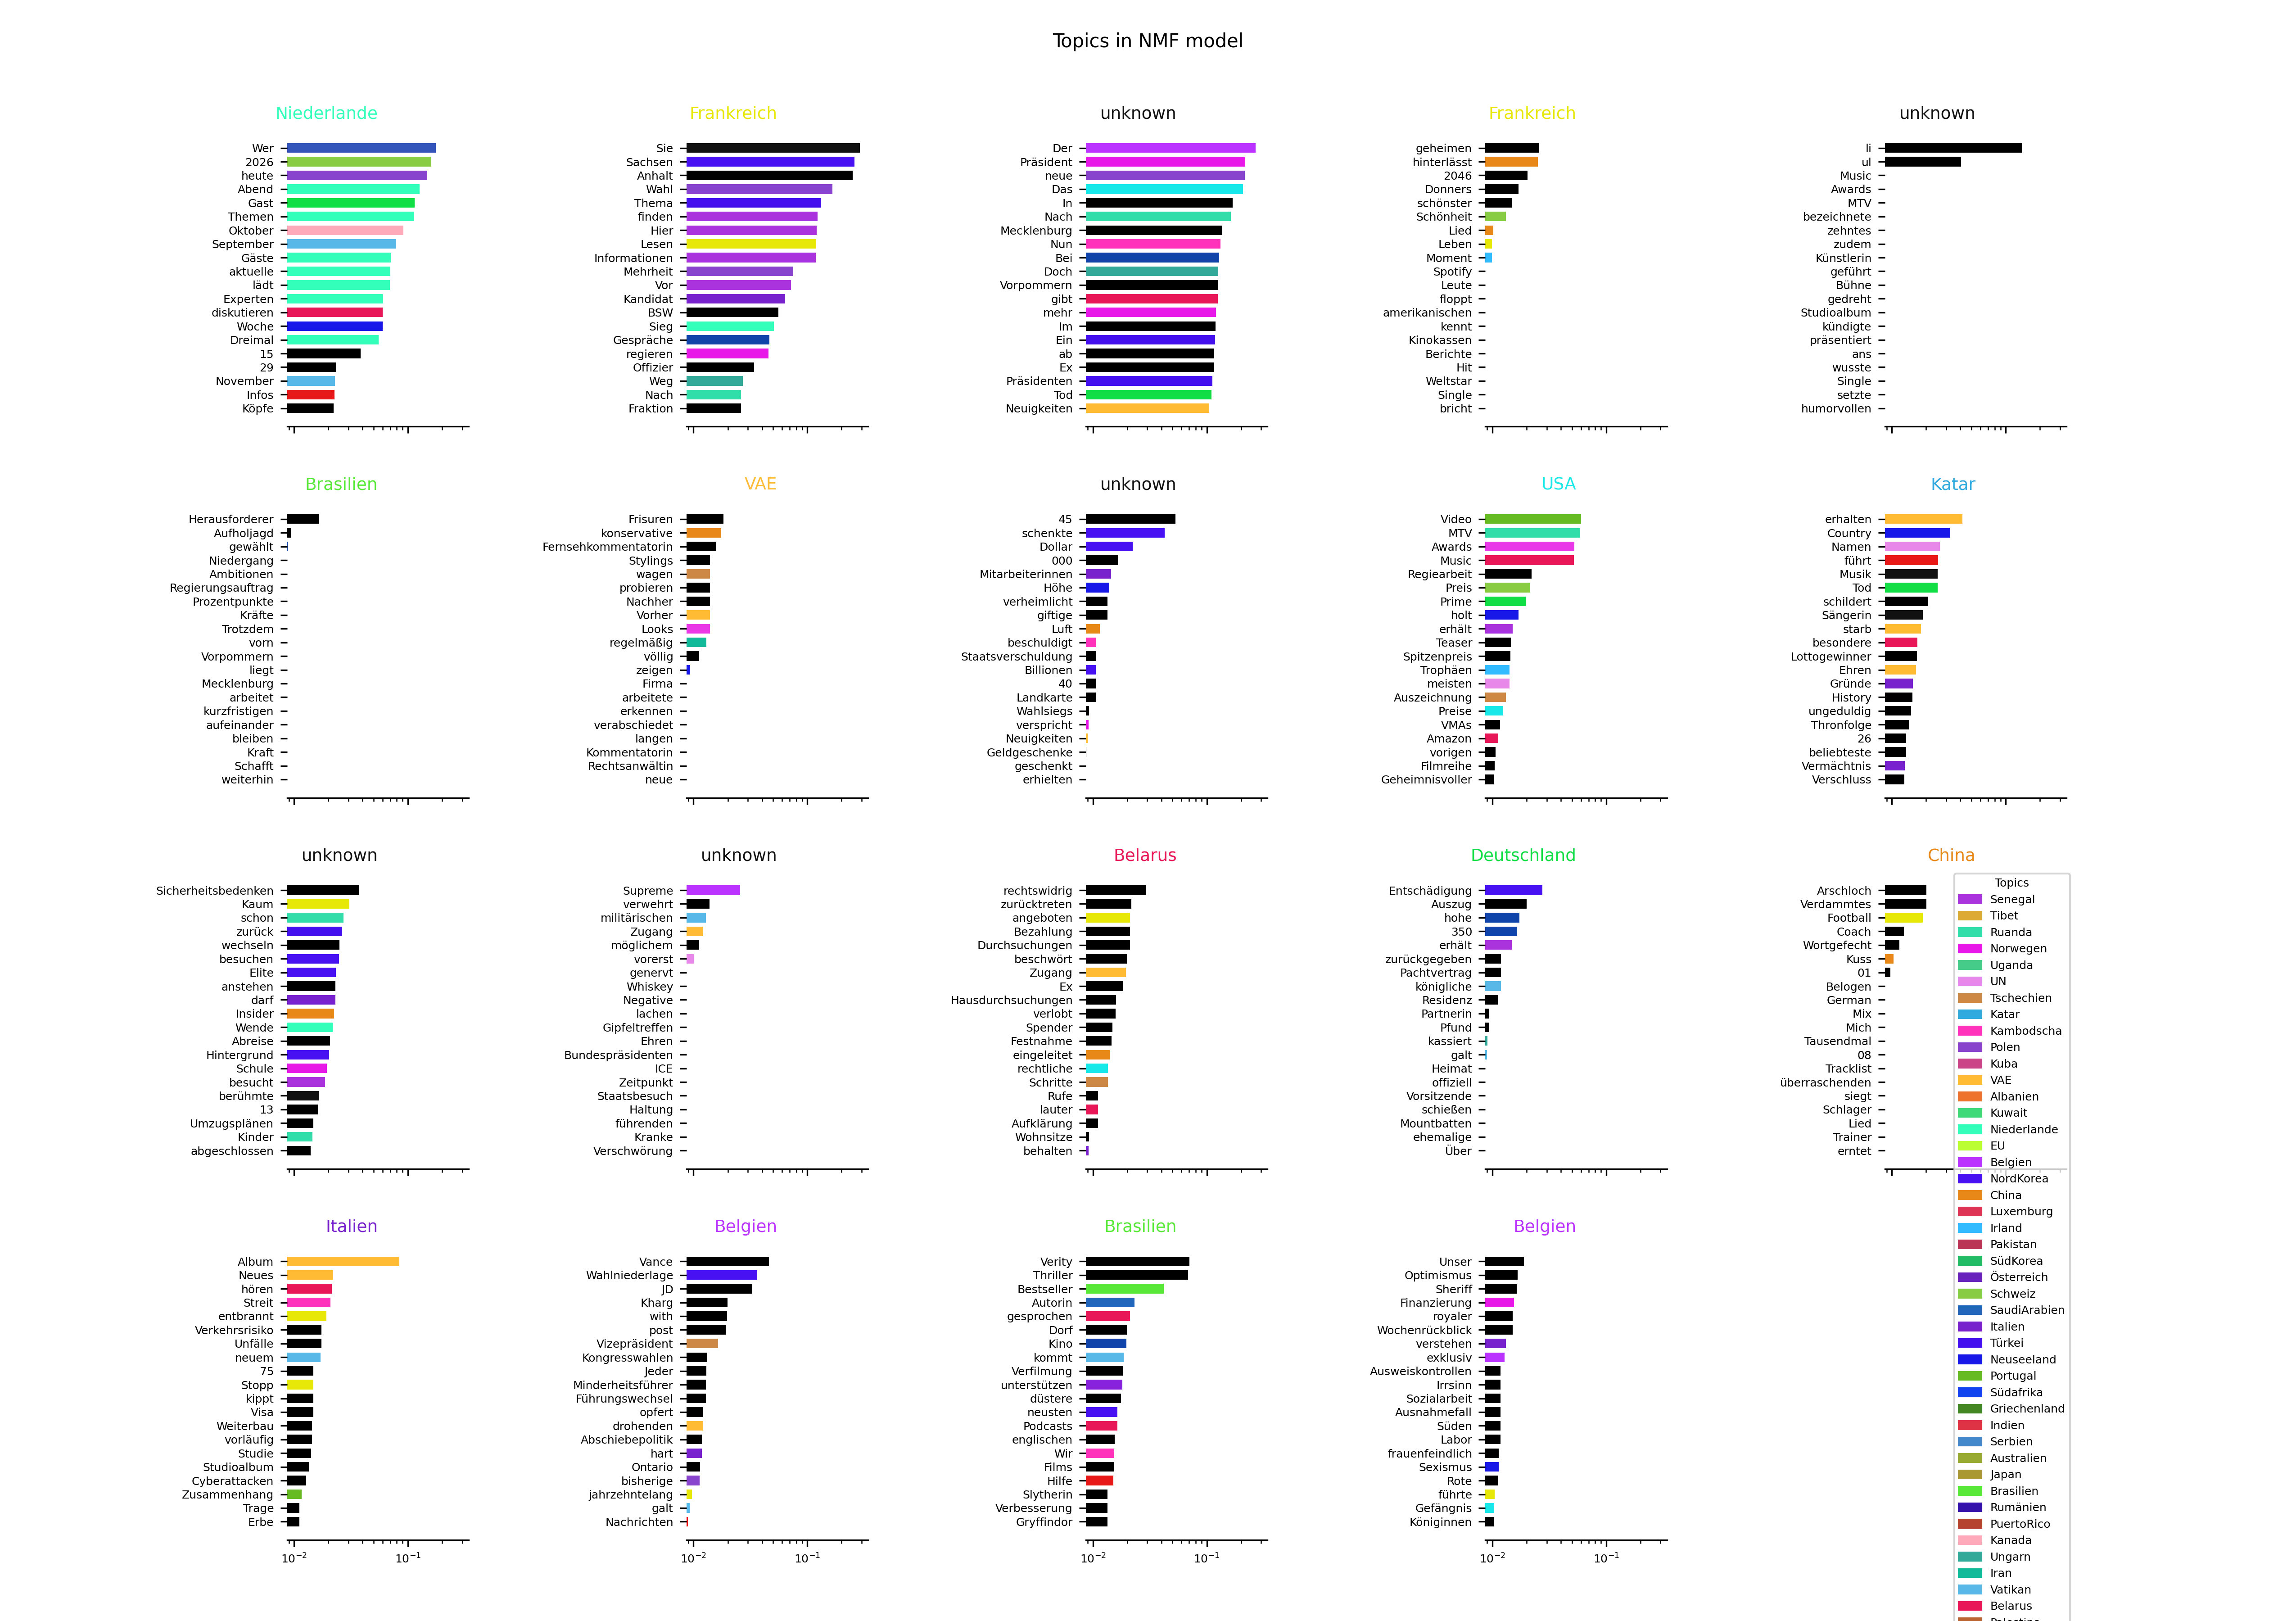 Topics in NMF model
Niederlande
Wer
2026
heute
Abend
Gast
Themen
Oktober
September
Gäste
aktuelle
lädt
Experten
diskutieren
Woche
Dreimal
15
29
November
Infos
Köpfe
Frankreich
Sie
Sachsen
Anhalt
Wahl
Thema
finden
Hier
Lesen
Informationen
Mehrheit
Vor
Kandidat
BSW
Sieg
Gespräche
regieren
Offizier
Weg
Nach
Fraktion
unknown
Der
Präsident
neue
Das
In
Nach
Mecklenburg
Nun
Bei
Doch
Vorpommern
gibt
mehr
Im
Ein
ab
Ex
Präsidenten
Tod
Neuigkeiten
Frankreich
geheimen
hinterlässt
2046
Donners
schönster
Schönheit
Lied
Leben
Moment
Spotify
Leute
floppt
amerikanischen
kennt
Kinokassen
Berichte
Hit
Weltstar
Single
bricht
unknown
li
ul
Music
Awards
MTV
bezeichnete
zehntes
zudem
Künstlerin
geführt
Bühne
gedreht
Studioalbum
kündigte
präsentiert
ans
wusste
Single
setzte
humorvollen
Brasilien
Herausforderer
Aufholjagd
gewählt
Niedergang
Ambitionen
Regierungsauftrag
Prozentpunkte
Kräfte
Trotzdem
vorn
Vorpommern
liegt
Mecklenburg
arbeitet
kurzfristigen
aufeinander
bleiben
Kraft
Schafft
weiterhin
VAE
Frisuren
konservative
Fernsehkommentatorin
Stylings
wagen
probieren
Nachher
Vorher
Looks
regelmäßig
völlig
zeigen
Firma
arbeitete
erkennen
verabschiedet
langen
Kommentatorin
Rechtsanwältin
neue
unknown
45
schenkte
Dollar
000
Mitarbeiterinnen
Höhe
verheimlicht
giftige
Luft
beschuldigt
Staatsverschuldung
Billionen
40
Landkarte
Wahlsiegs
verspricht
Neuigkeiten
Geldgeschenke
geschenkt
erhielten
USA
Video
MTV
Awards
Music
Regiearbeit
Preis
Prime
holt
erhält
Teaser
Spitzenpreis
Trophäen
meisten
Auszeichnung
Preise
VMAs
Amazon
vorigen
Filmreihe
Geheimnisvoller
Katar
erhalten
Country
Namen
führt
Musik
Tod
schildert
Sängerin
starb
besondere
Lottogewinner
Ehren
Gründe
History
ungeduldig
Thronfolge
26
beliebteste
Vermächtnis
Verschluss
unknown
Sicherheitsbedenken
Kaum
schon
zurück
wechseln
besuchen
Elite
anstehen
darf
Insider
Wende
Abreise
Hintergrund
Schule
besucht
berühmte
13
Umzugsplänen
Kinder
abgeschlossen
unknown
Supreme
verwehrt
militärischen
Zugang
möglichem
vorerst
genervt
Whiskey
Negative
lachen
Gipfeltreffen
Ehren
Bundespräsidenten
ICE
Zeitpunkt
Staatsbesuch
Haltung
führenden
Kranke
Verschwörung
Belarus
rechtswidrig
zurücktreten
angeboten
Bezahlung
Durchsuchungen
beschwört
Zugang
Ex
Hausdurchsuchungen
verlobt
Spender
Festnahme
eingeleitet
rechtliche
Schritte
Rufe
lauter
Aufklärung
Wohnsitze
behalten
Deutschland
Entschädigung
Auszug
hohe
350
erhält
zurückgegeben
Pachtvertrag
königliche
Residenz
Partnerin
Pfund
kassiert
galt
Heimat
offiziell
Vorsitzende
schießen
Mountbatten
ehemalige
Über
China
Arschloch
Verdammtes
Football
Coach
Wortgefecht
Kuss
01
Belogen
German
Mix
Mich
Tausendmal
08
Tracklist
überraschenden
siegt
Schlager
Lied
Trainer
erntet
Italien
Album
Neues
hören
Streit
entbrannt
Verkehrsrisiko
Unfälle
neuem
75
Stopp
kippt
Visa
Weiterbau
vorläufig
Studie
Studioalbum
Cyberattacken
Zusammenhang
Trage
Erbe
10⁻² 10⁻¹
Belgien
Vance
Wahlniederlage
JD
Kharg
with
post
Vizepräsident
Kongresswahlen
Jeder
Minderheitsführer
Führungswechsel
opfert
drohenden
Abschiebepolitik
hart
Ontario
bisherige
jahrzehntelang
galt
Nachrichten
10⁻² 10⁻¹
Brasilien
Verity
Thriller
Bestseller
Autorin
gesprochen
Dorf
Kino
kommt
Verfilmung
unterstützen
düstere
neusten
Podcasts
englischen
Wir
Films
Hilfe
Slytherin
Verbesserung
Gryffindor
10⁻² 10⁻¹
Belgien
Unser
Optimismus
Sheriff
Finanzierung
royaler
Wochenrückblick
verstehen
exklusiv
Ausweiskontrollen
Irrsinn
Sozialarbeit
Ausnahmefall
Süden
Labor
frauenfeindlich
Sexismus
Rote
führte
Gefängnis
Königinnen
10⁻² 10⁻¹
Topics
Senegal
Tibet
Ruanda
Norwegen
Uganda
UN
Tschechien
Katar
Kambodscha
Polen
Kuba
VAE
Albanien
Kuwait
Niederlande
EU
Belgien
NordKorea
China
Luxemburg
Irland
Pakistan
SüdKorea
Österreich
Schweiz
SaudiArabien
Italien
Türkei
Neuseeland
Portugal
Südafrika
Griechenland
Indien
Serbien
Australien
Japan
Brasilien
Rumänien
PuertoRico
Kanada
Ungarn
Iran
Vatikan
Belarus